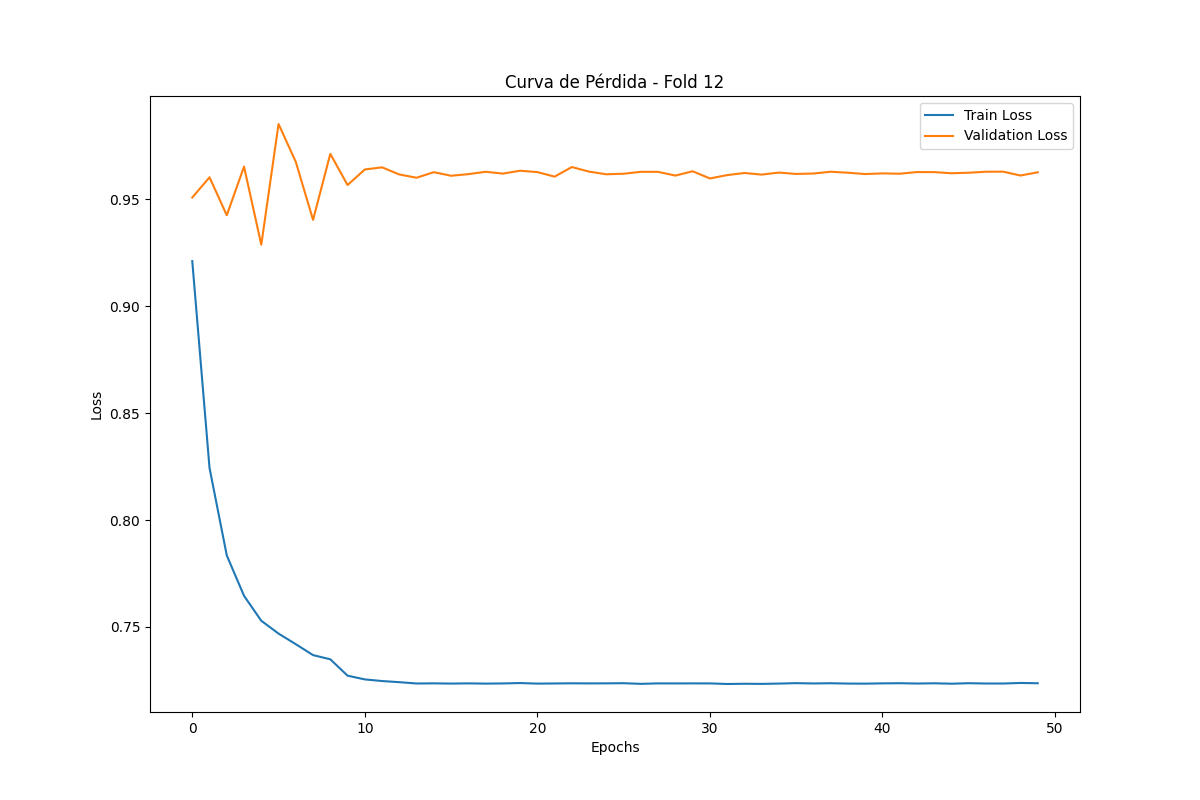 Curva de Pérdida - Fold 12
Train Loss
Validation Loss
Loss
0.95
0.90
0.85
0.80
0.75
0 10 20 30 40 50
Epochs